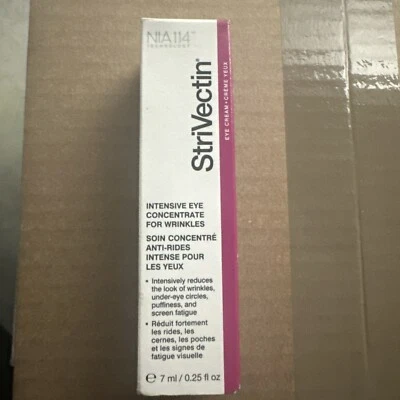 NIA114™
TECHNOLOGY
StriVectin®
EYE CREAM • CRÈME YEUX
INTENSIVE EYE
CONCENTRATE
FOR WRINKLES
SOIN CONCENTRÉ
ANTI-RIDES
INTENSE POUR
LES YEUX
• Intensively reduces
the look of wrinkles,
under-eye circles,
puffiness, and
screen fatigue
• Réduit fortement
les rides, les
cernes, les poches
et les signes de
fatigue visuelle
℮ 7 ml / 0.25 fl oz